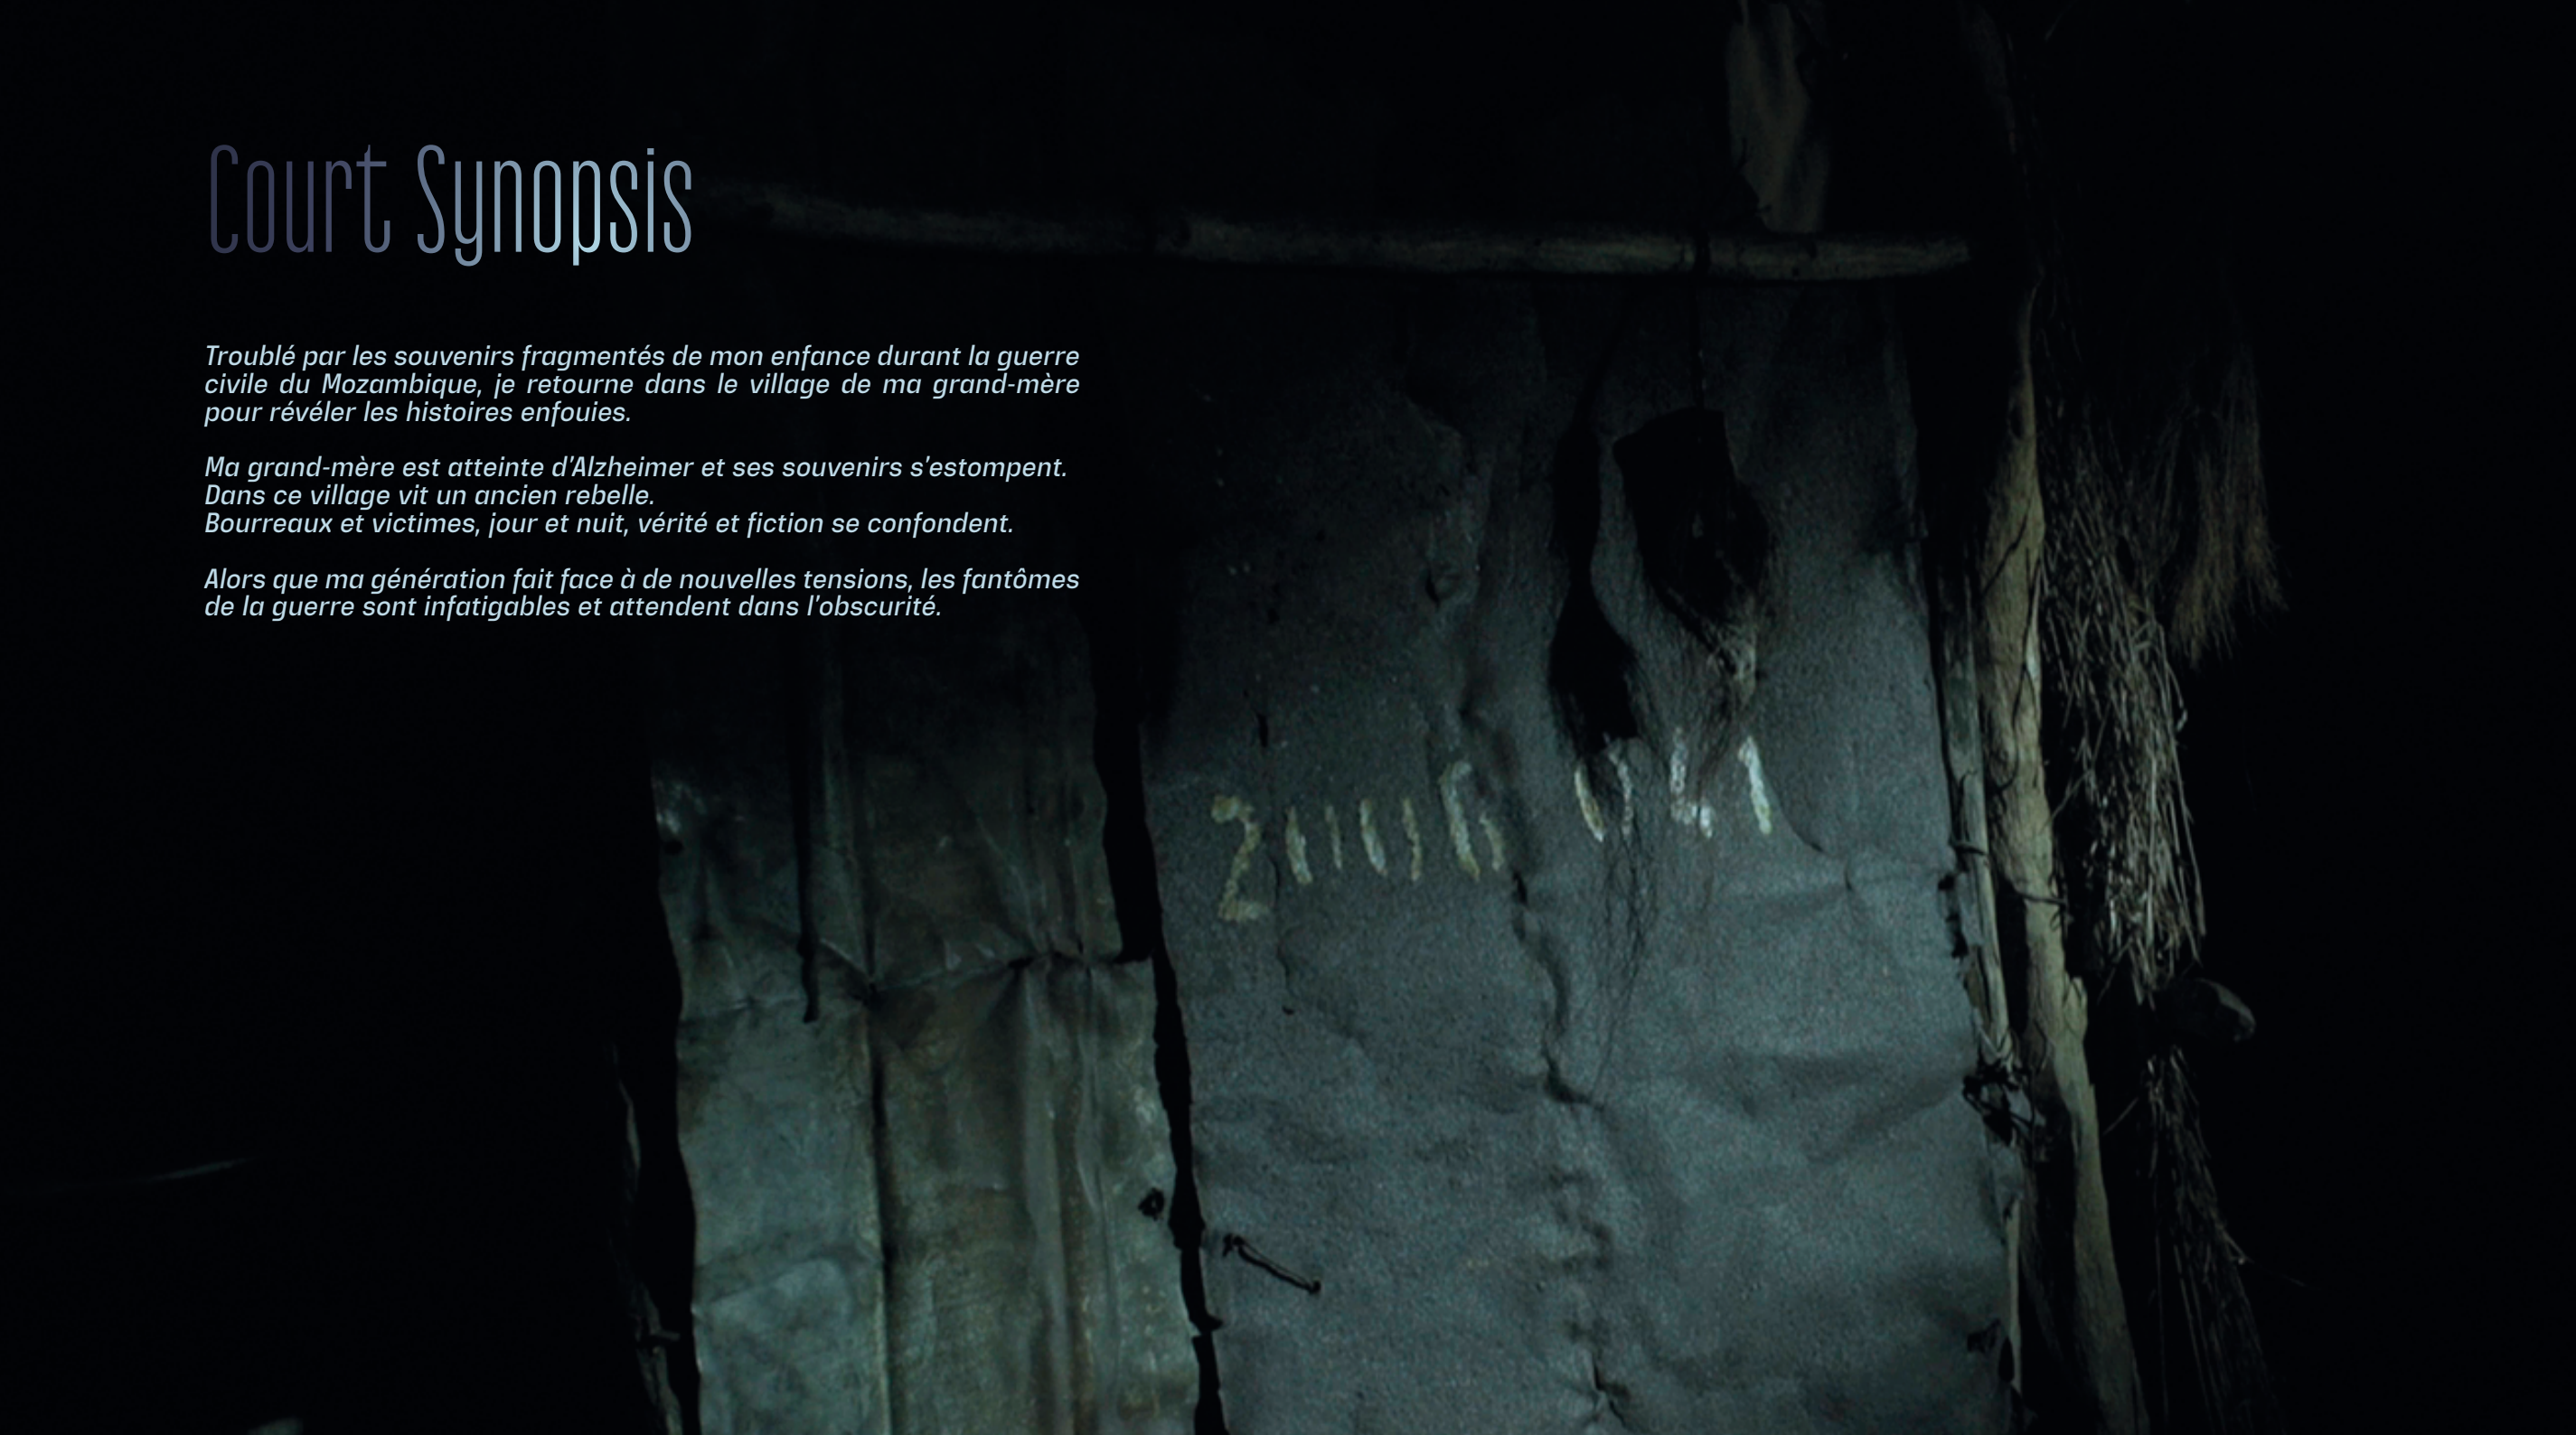 Court Synopsis
Troublé par les souvenirs fragmentés de mon enfance durant la guerre
civile du Mozambique, je retourne dans le village de ma grand-mère
pour révéler les histoires enfouies.
Ma grand-mère est atteinte d'Alzheimer et ses souvenirs s'estompent.
Dans ce village vit un ancien rebelle.
Bourreaux et victimes, jour et nuit, vérité et fiction se confondent.
Alors que ma génération fait face à de nouvelles tensions, les fantômes
de la guerre sont infatigables et attendent dans l'obscurité.